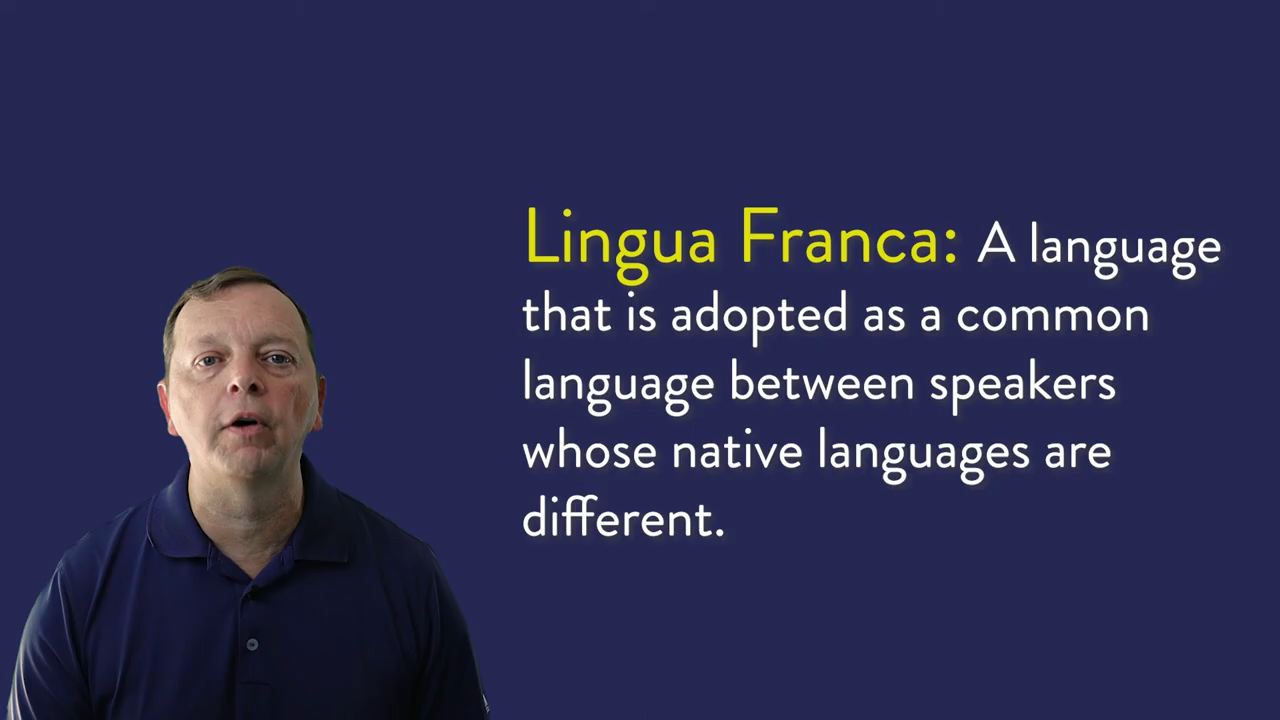 Lingua Franca: A language
that is adopted as a common
language between speakers
whose native languages are
different.